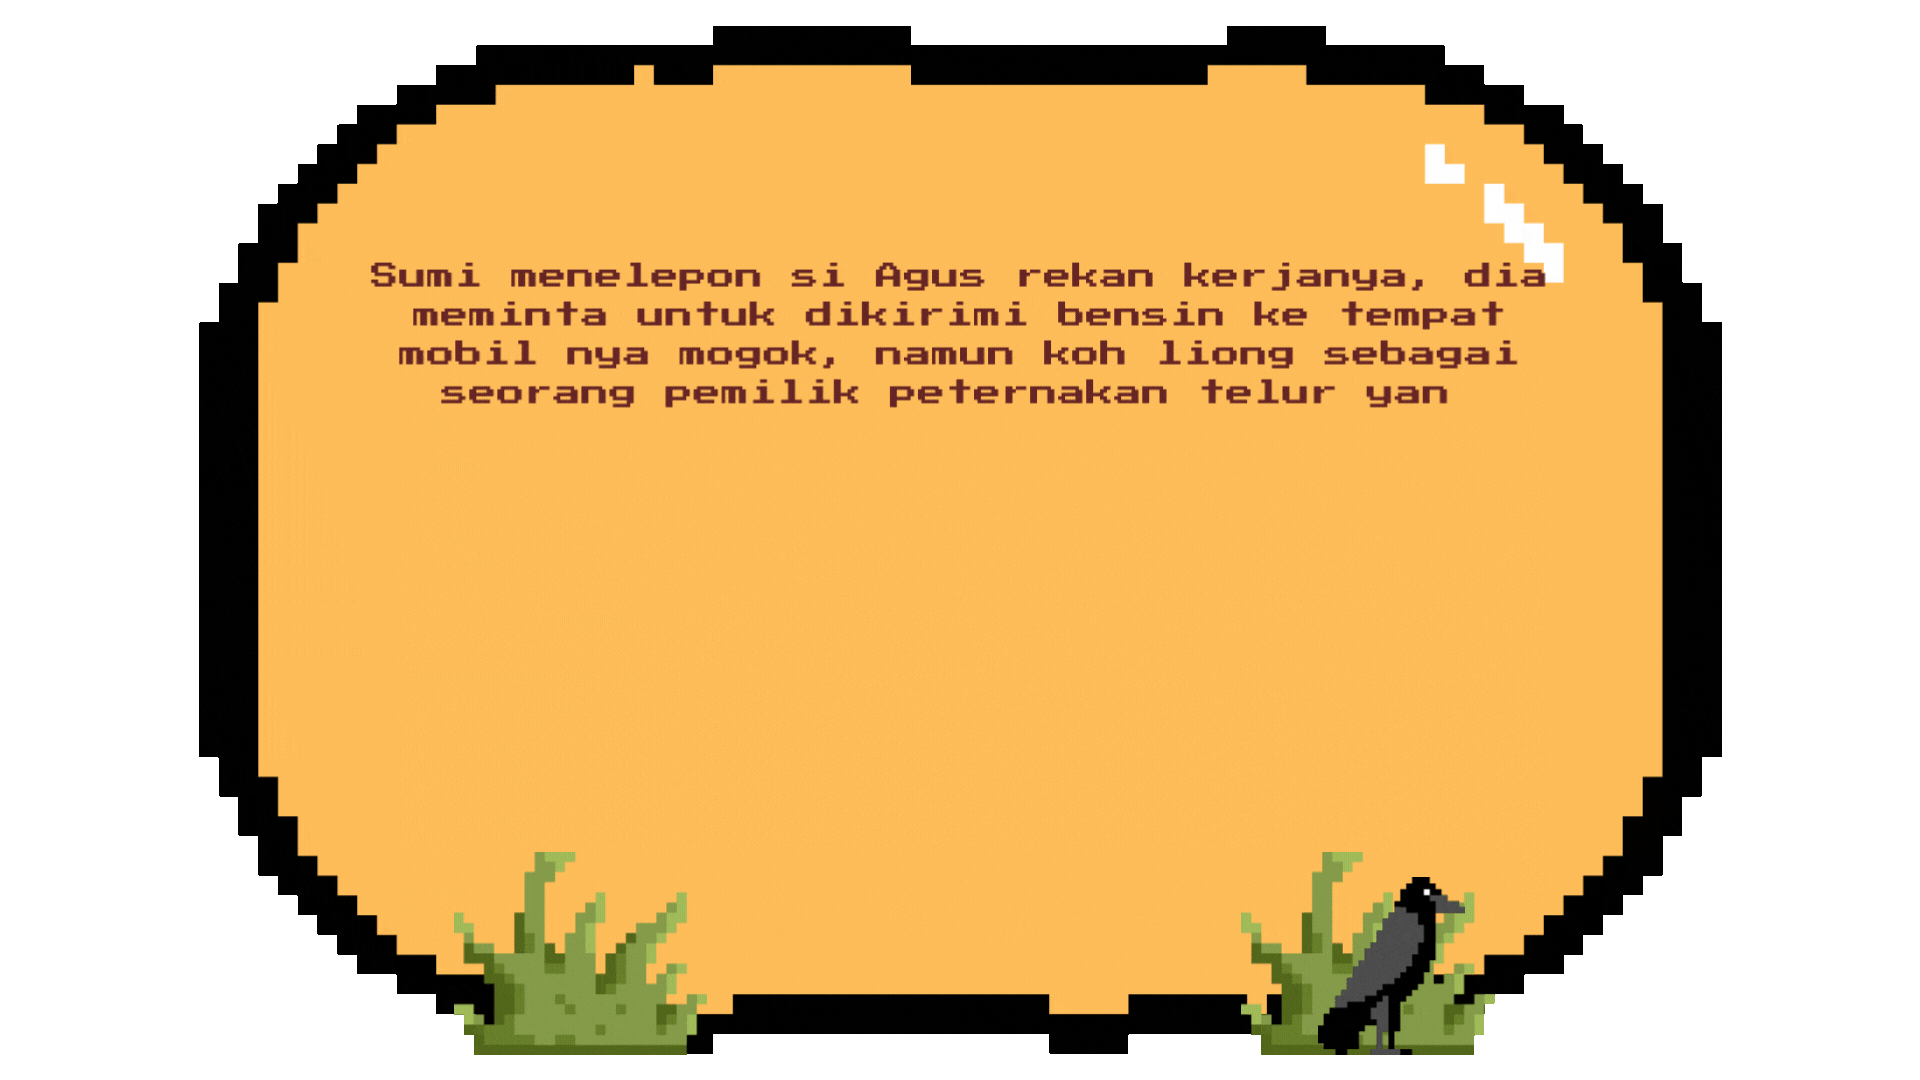 Sumi menelepon si Agus rekan kerjanya, dia
meminta untuk dikirimi bensin ke tempat
mobil nya mogok, namun koh liong sebagai
seorang pemilik peternakan telur yan